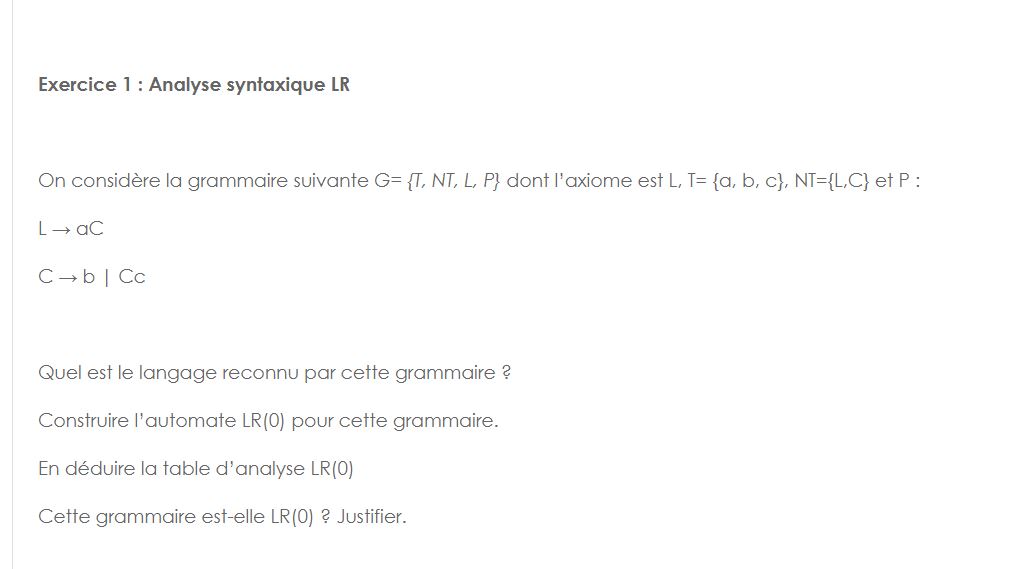 Exercice 1 : Analyse syntaxique LR
On considère la grammaire suivante G= {T, NT, L, P} dont l'axiome est L, T= {a, b, c}, NT={L,C} et P :
L → aC
C → b | Cc
Quel est le langage reconnu par cette grammaire ?
Construire l'automate LR(0) pour cette grammaire.
En déduire la table d'analyse LR(0)
Cette grammaire est-elle LR(0) ? Justifier.